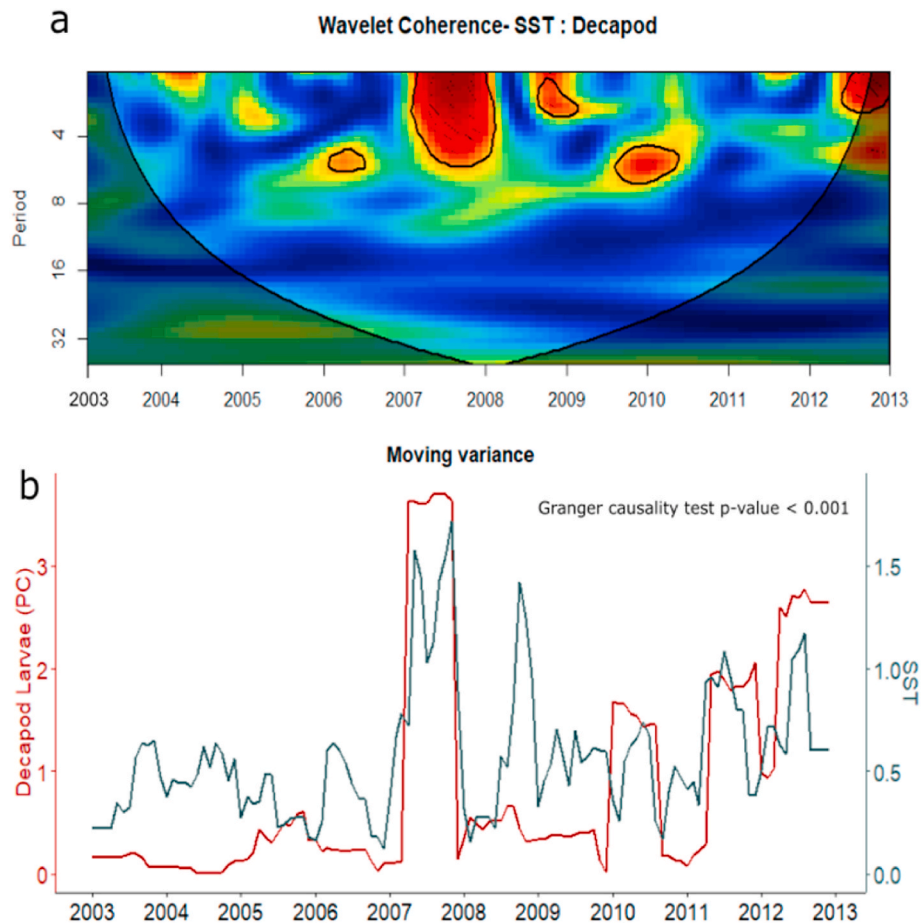 a
Wavelet Coherence- SST : Decapod
Period
4
8
16
32
2003 2004 2005 2006 2007 2008 2009 2010 2011 2012 2013
b
Moving variance
Granger causality test p-value < 0.001
Decapod Larvae (PC)
3
2
1
0
SST
1.5
1.0
0.5
0.0
2003 2004 2005 2006 2007 2008 2009 2010 2011 2012 2013